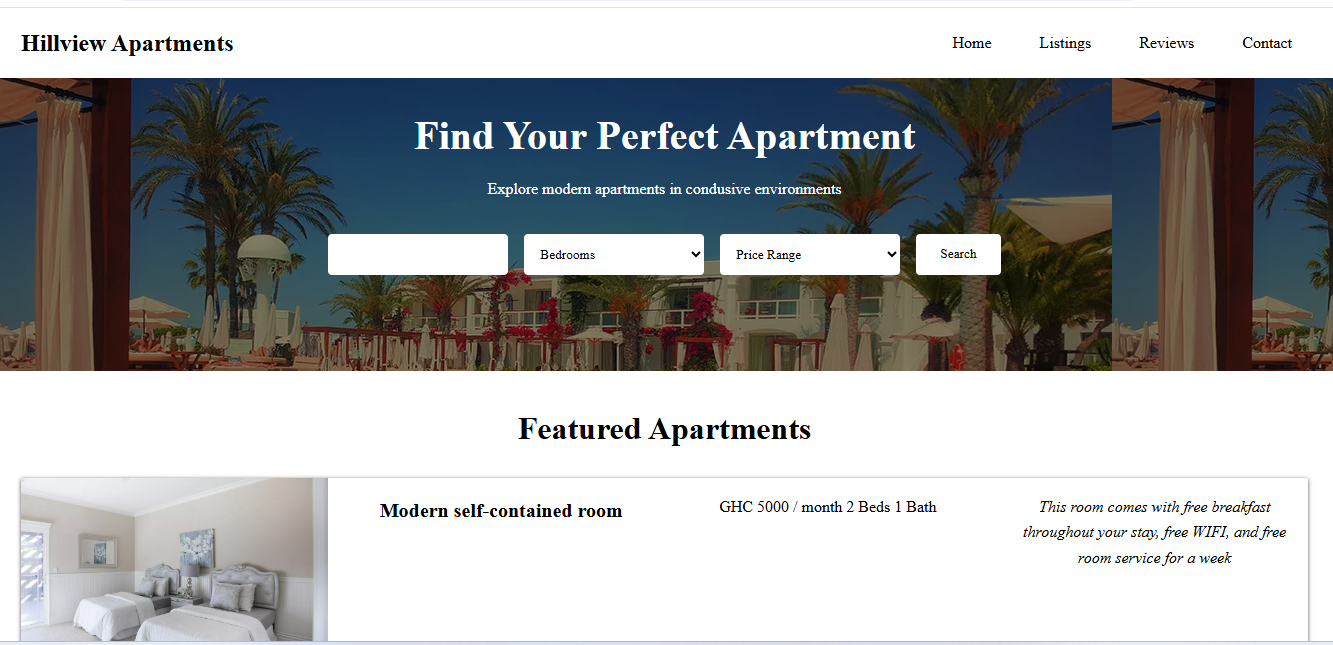 Hillview Apartments
Home Listings Reviews Contact
Find Your Perfect Apartment
Explore modern apartments in condusive environments
Bedrooms Price Range Search
Featured Apartments
Modern self-contained room
GHC 5000 / month 2 Beds 1 Bath
This room comes with free breakfast
throughout your stay, free WIFI, and free
room service for a week